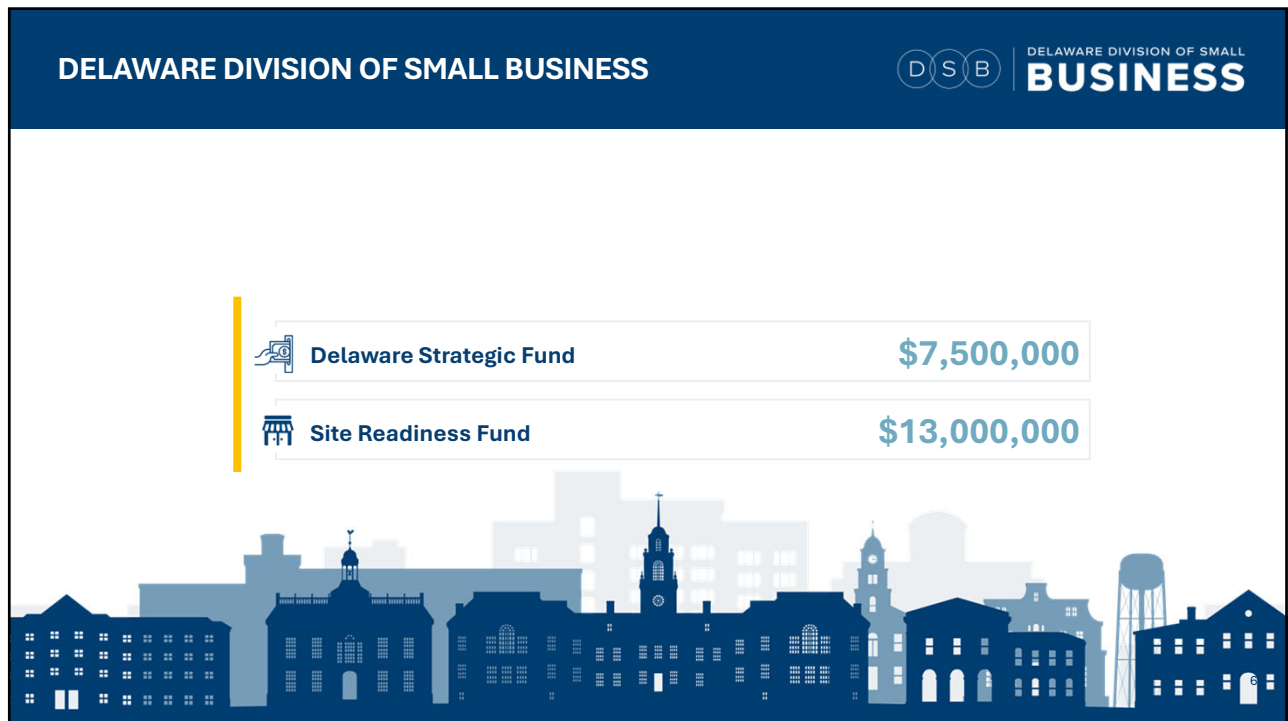 DELAWARE DIVISION OF SMALL BUSINESS
D S B
DELAWARE DIVISION OF SMALL
BUSINESS
Delaware Strategic Fund $7,500,000
Site Readiness Fund $13,000,000
6